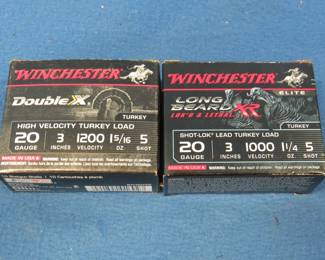 WINCHESTER
Double X
TURKEY
HIGH VELOCITY TURKEY LOAD
20 3 1200 1 5/16 5
GAUGE INCHES VELOCITY OZ. SHOT
MADE IN U.S.A.
WINCHESTER
ELITE
LONG
BEARD XR
LOK'D & LETHAL
TURKEY
SHOT-LOK LEAD TURKEY LOAD
20 3 1000 1 1/4 5
GAUGE INCHES VELOCITY OZ. SHOT
MADE IN U.S.A.